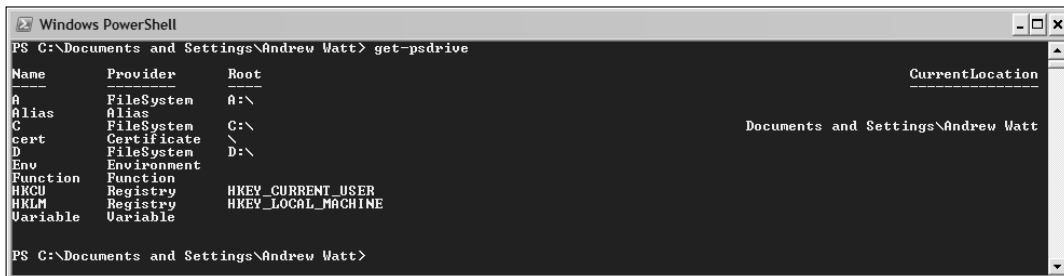 Windows PowerShell
PS C:\Documents and Settings\Andrew Watt> get-psdrive
Name Provider Root CurrentLocation
---- -------- ---- ---------------
A FileSystem A:\
Alias Alias
C FileSystem C:\ Documents and Settings\Andrew Watt
cert Certificate \
D FileSystem D:\
Env Environment
Function Function
HKCU Registry HKEY_CURRENT_USER
HKLM Registry HKEY_LOCAL_MACHINE
Variable Variable
PS C:\Documents and Settings\Andrew Watt>